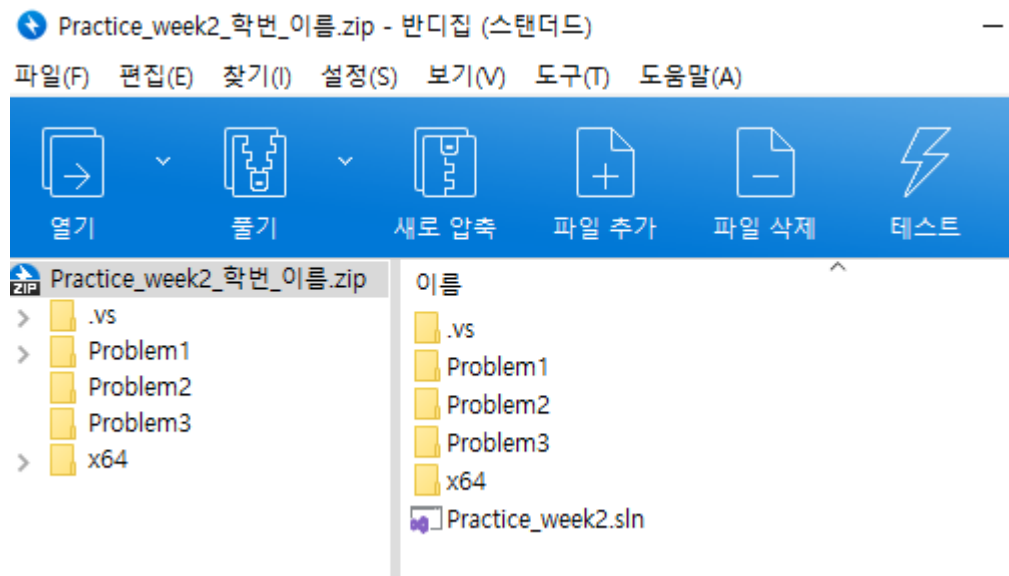 Practice_week2_학번_이름.zip - 반디집 (스탠더드)
파일(F) 편집(E) 찾기(I) 설정(S) 보기(V) 도구(T) 도움말(A)
열기 풀기 새로 압축 파일 추가 파일 삭제 테스트
ZIP Practice_week2_학번_이름.zip
.vs
Problem1
Problem2
Problem3
x64
이름
.vs
Problem1
Problem2
Problem3
x64
Practice_week2.sln